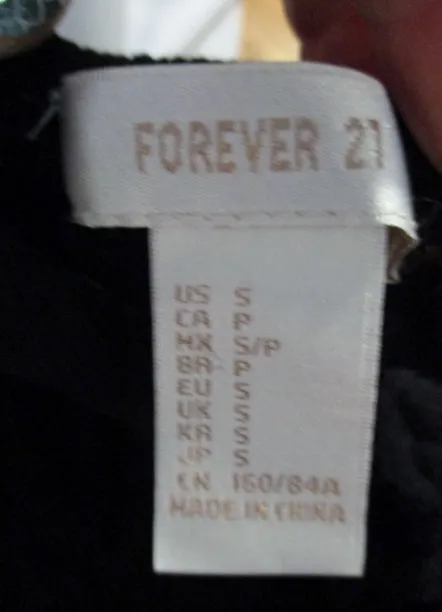 FOREVER 21
US S
CA P
MX S/P
BR P
EU S
UK S
KR S
JP S
CN 160/84A
MADE IN CHINA